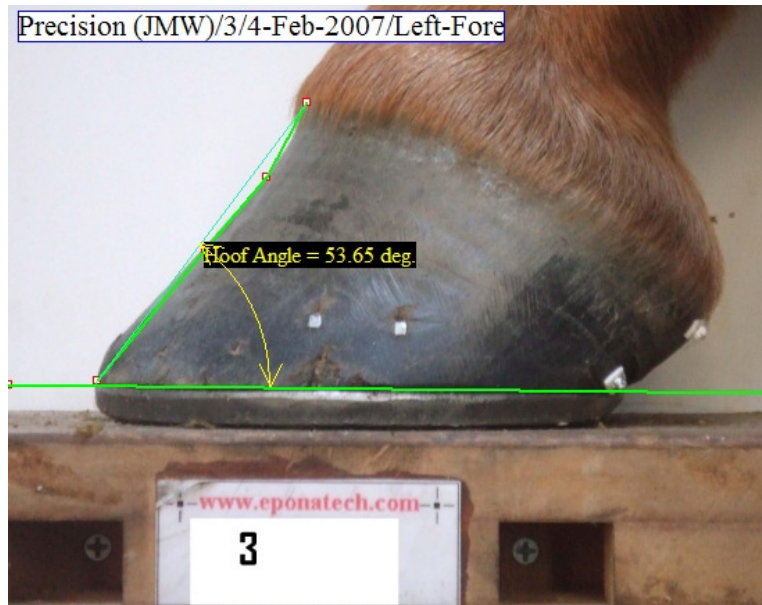 Precision (JMW)/3/4-Feb-2007/Left-Fore
Hoof Angle = 53.65 deg.
www.eponatech.com
3